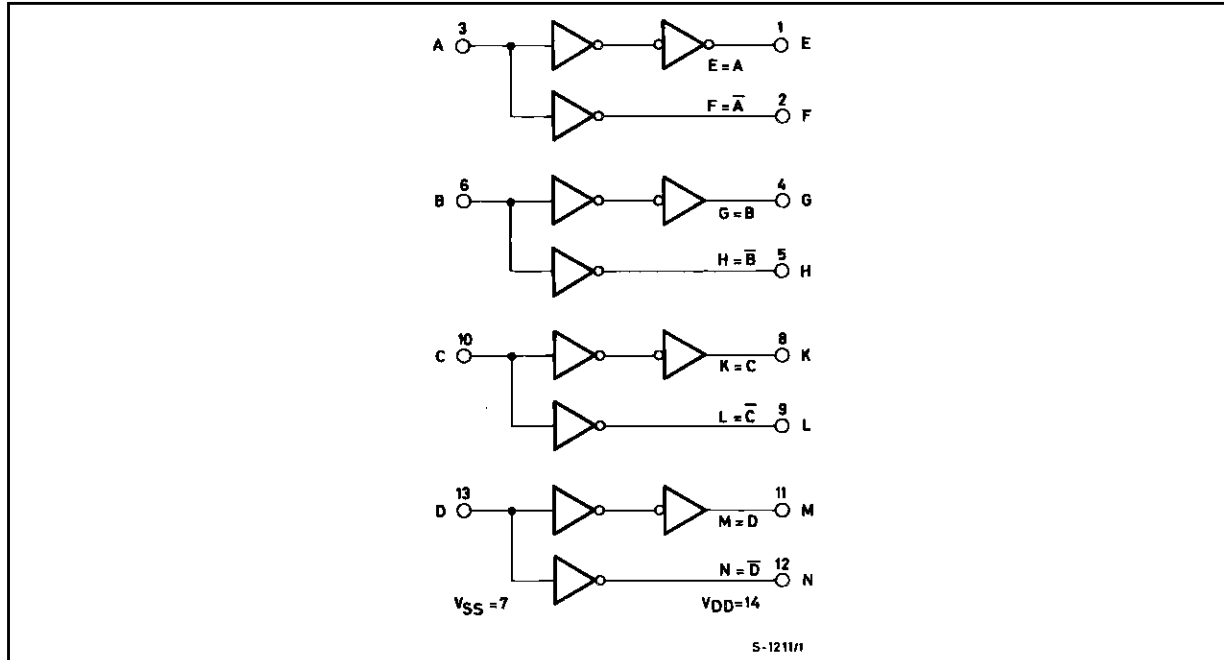 3 1
A E
E = A
F = A̅ 2
F
6 4
B G
G = B
H = B̅ 5
H
10 8
C K
K = C
L = C̅ 9
L
13 11
D M
M = D
N = D̅ 12
N
VSS = 7 VDD=14
S-1211/1